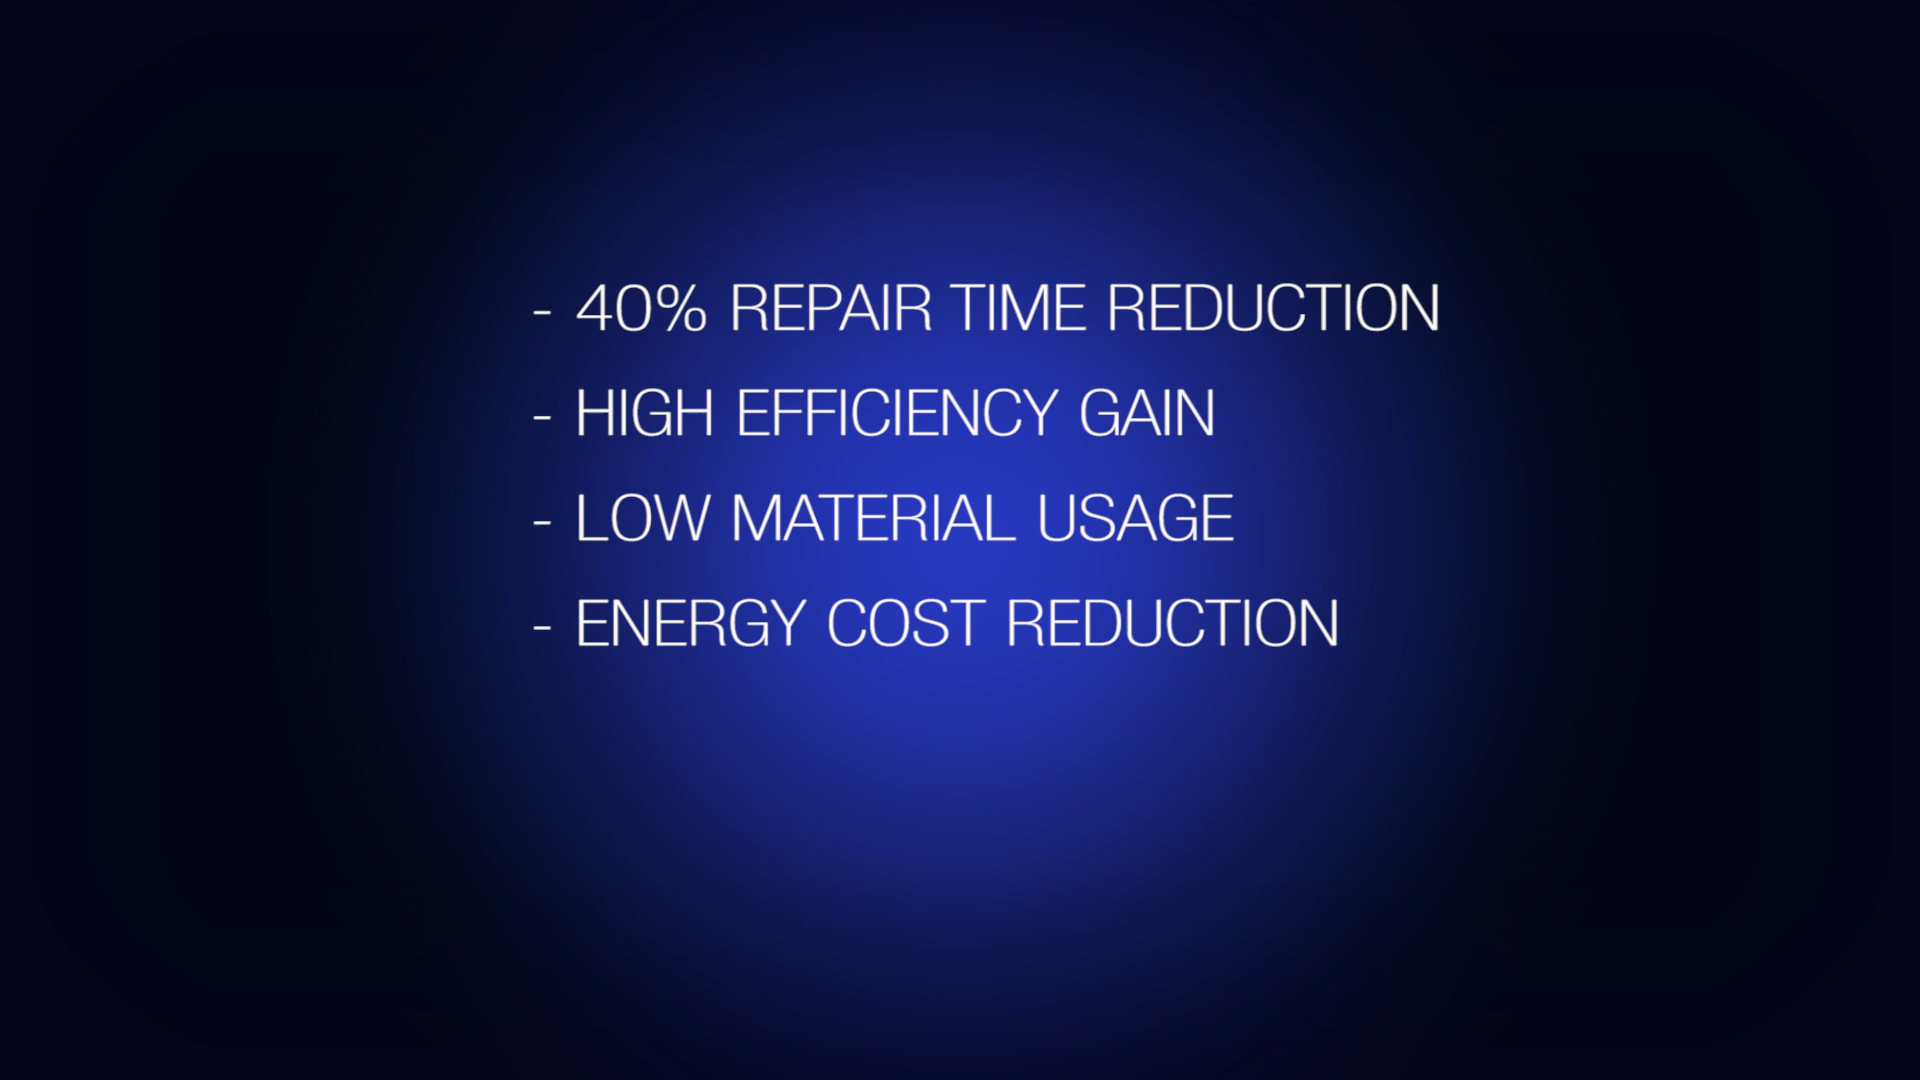 - 40% REPAIR TIME REDUCTION
- HIGH EFFICIENCY GAIN
- LOW MATERIAL USAGE
- ENERGY COST REDUCTION